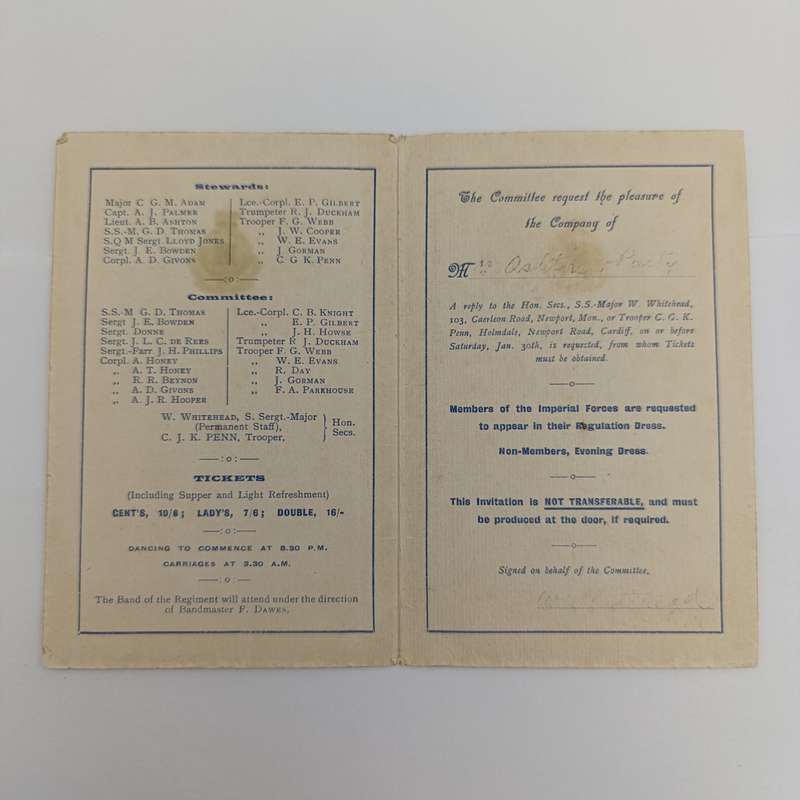 Stewards:
Major C G. M. ADAM
Capt. A. J. PALMER
Lieut. A. B. ASHTON
S.S.-M. G. D. THOMAS
S.Q M Sergt. LLOYD JONES
Sergt. J. E. BOWDEN
Corpl. A D. GIVONS
Lce.-Corpl. E. P. GILBERT
Trumpeter R. J. DUCKHAM
Trooper F. G. WEBB
,, J. W. COOPER
,, W. E. EVANS
,, J GORMAN
,, C G K. PENN
Committee:
S.S-M G. D. THOMAS
Sergt J. E. BOWDEN
Sergt. DONNE
Sergt. J. L. C. DE REES
Sergt.-Farr J. H. PHILLIPS
Corpl. A HONEY
,, A. T. HONEY
,, R. R. BEYNON
,, A. D. GIVONS
,, A. J. R. HOOPER
Lce.-Corpl. C. B. KNIGHT
,, E. P. GILBERT
,, J. H. HOWSE
Trumpeter R J. DUCKHAM
Trooper F. G. WEBB
,, W. E. EVANS
,, R. DAY
,, J. GORMAN
,, F. A. PARKHOUSE
W. WHITEHEAD, S. Sergt.-Major
(Permanent Staff),
C. J. K. PENN, Trooper,
Hon.
Secs.
TICKETS
(Including Supper and Light Refreshment)
GENT'S, 10/6; LADY'S, 7/6; DOUBLE, 16/-
DANCING TO COMMENCE AT 8.30 P.M.
CARRIAGES AT 3.30 A.M.
The Band of the Regiment will attend under the direction
of Bandmaster F. DAWES.
The Committee request the pleasure of
the Company of
M Party
A reply to the Hon. Secs., S.S.-Major W. Whitehead,
103, Caerleon Road, Newport, Mon., or Trooper C. G. K.
Penn, Holmdale, Newport Road, Cardiff, on or before
Saturday, Jan. 30th, is requested, from whom Tickets
must be obtained.
Members of the Imperial Forces are requested
to appear in their Regulation Dress.
Non-Members, Evening Dress.
This Invitation is NOT TRANSFERABLE, and must
be produced at the door, if required.
Signed on behalf of the Committee,